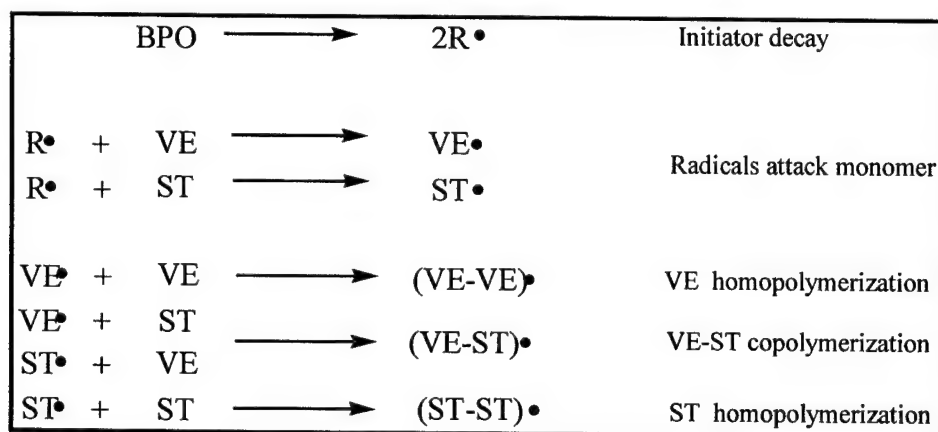 BPO 2R• Initiator decay
R• + VE VE•
Radicals attack monomer
R• + ST ST•
VE• + VE (VE-VE)• VE homopolymerization
VE• + ST
(VE-ST)• VE-ST copolymerization
ST• + VE
ST• + ST (ST-ST)• ST homopolymerization